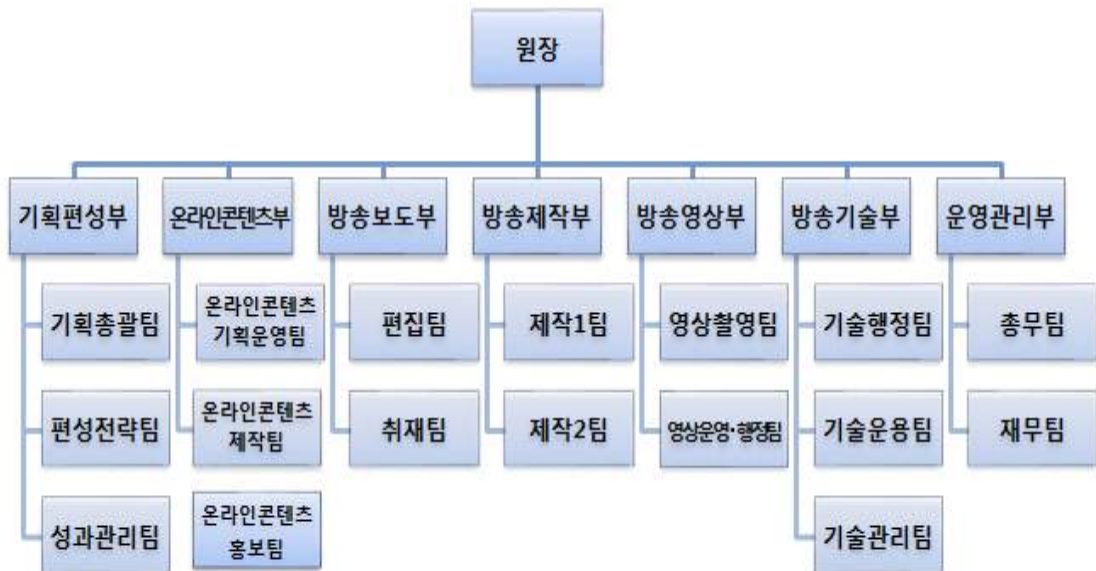 원장
기획편성부
온라인콘텐츠부
방송보도부
방송제작부
방송영상부
방송기술부
운영관리부
기획총괄팀
온라인콘텐츠
기획운영팀
편집팀
제작1팀
영상촬영팀
기술행정팀
총무팀
편성전략팀
온라인콘텐츠
제작팀
취재팀
제작2팀
영상운영·행정팀
기술운용팀
재무팀
성과관리팀
온라인콘텐츠
홍보팀
기술관리팀